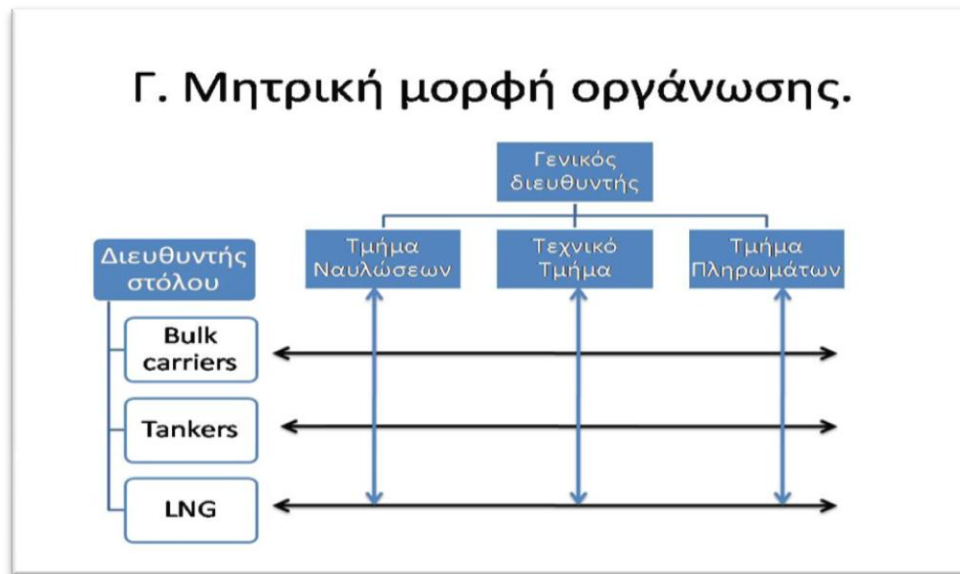 Γ. Μητρική μορφή οργάνωσης.
Γενικός
διευθυντής
Διευθυντής
στόλου
Τμήμα
Ναυλώσεων
Τεχνικό
Τμήμα
Τμήμα
Πληρωμάτων
Bulk
carriers
Tankers
LNG